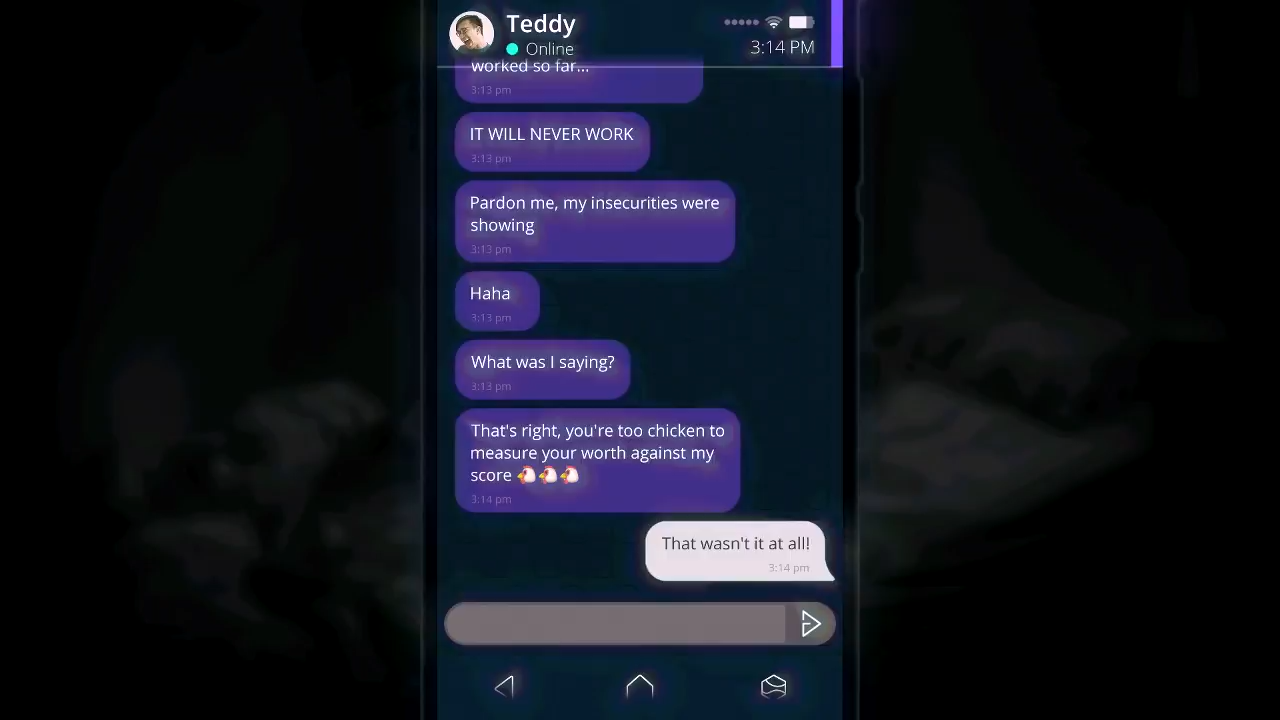 Teddy
Online
3:14 PM
worked so far...
3:13 pm
IT WILL NEVER WORK
3:13 pm
Pardon me, my insecurities were
showing
3:13 pm
Haha
3:13 pm
What was I saying?
3:13 pm
That's right, you're too chicken to
measure your worth against my
score 🐔🐔🐔
3:14 pm
That wasn't it at all!
3:14 pm